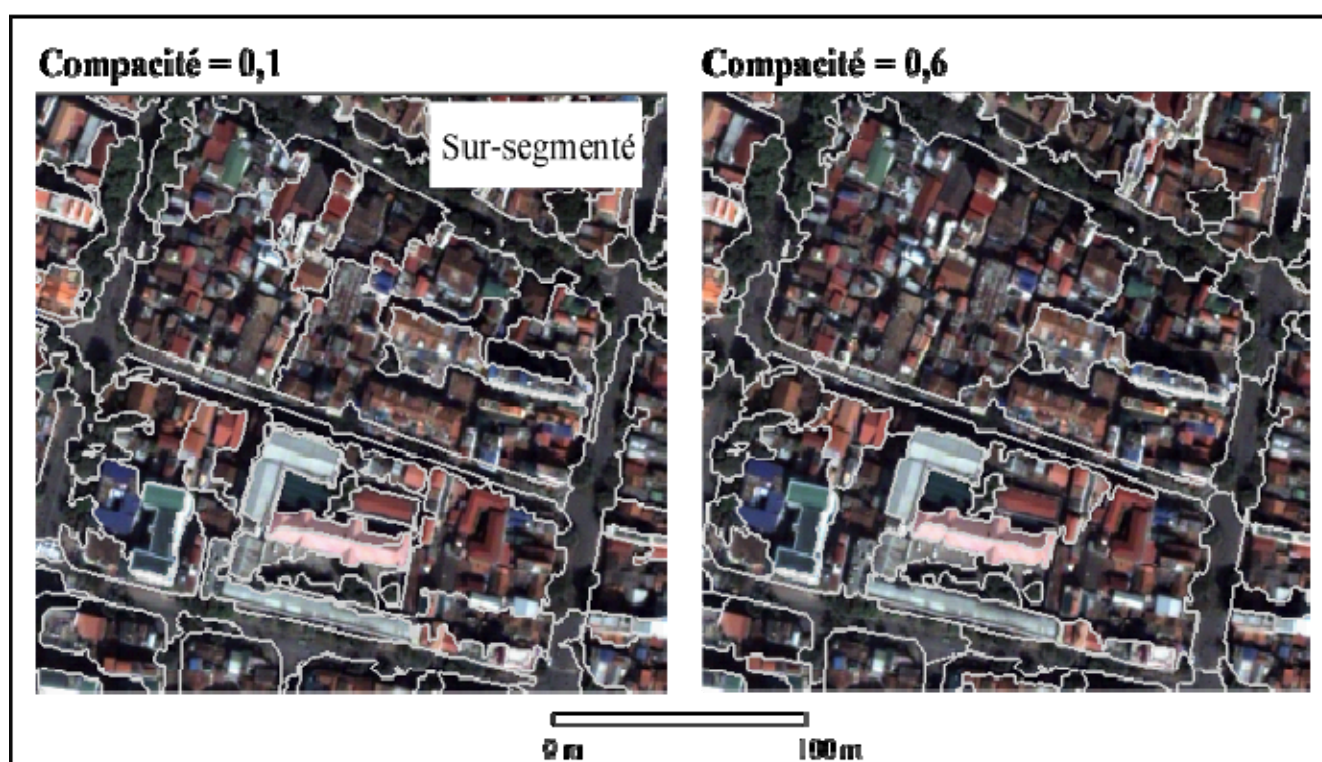 Compacité = 0,1
Compacité = 0,6
Sur-segmenté
0 m
100 m